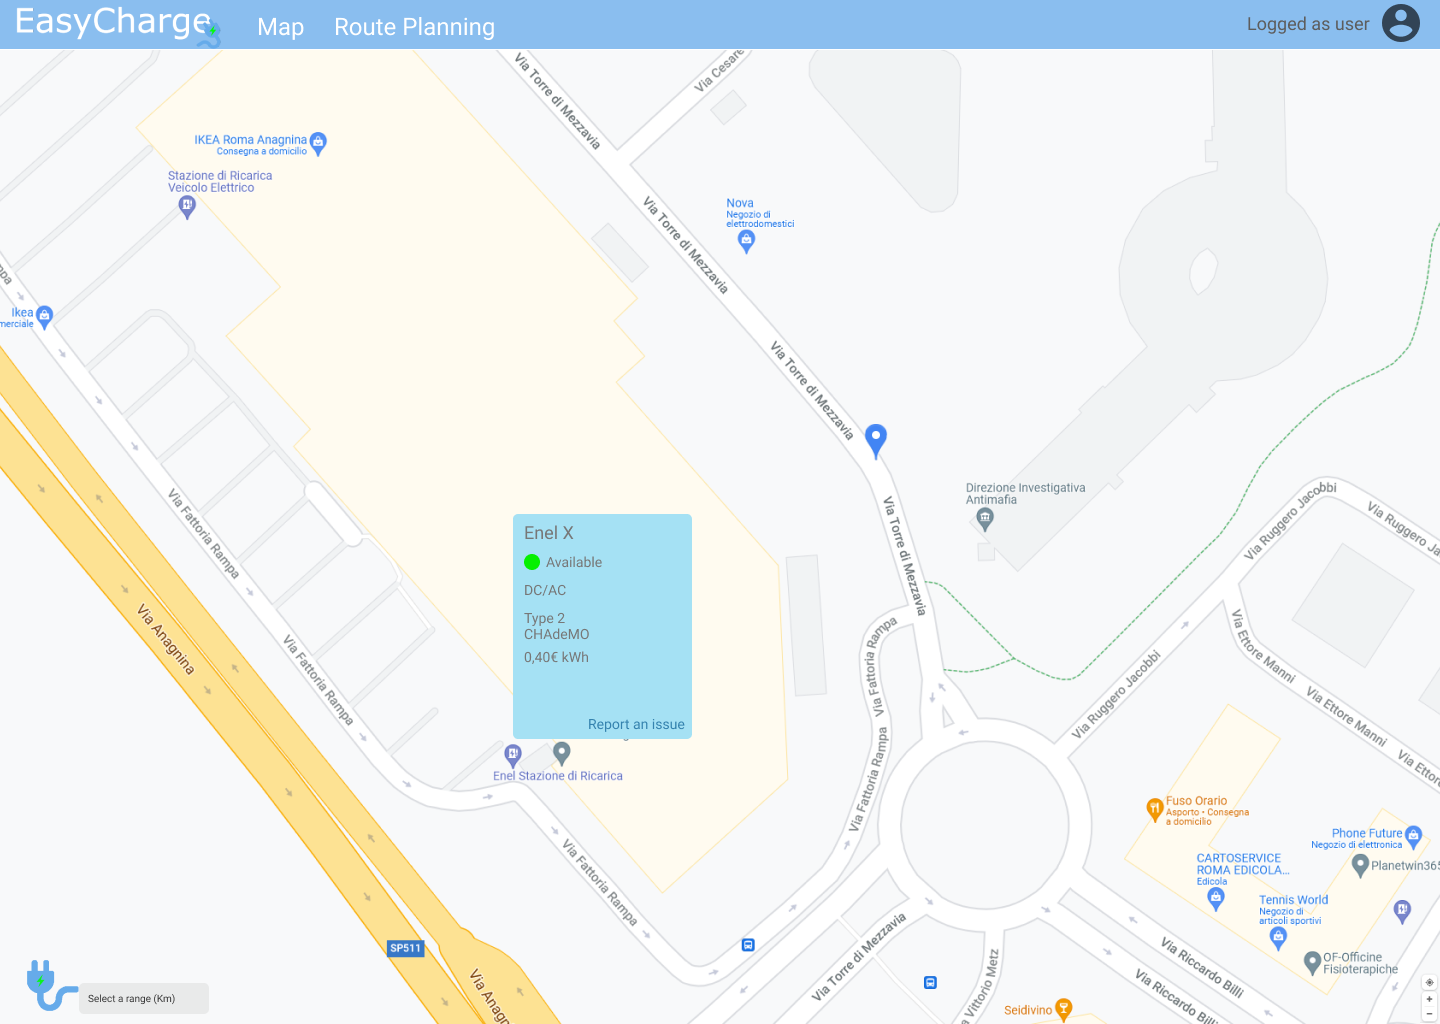 EasyCharge
Map
Route Planning
Logged as user
Via Torre di Mezzavia
Via Cesare
IKEA Roma Anagnina
Consegna a domicilio
Stazione di Ricarica
Veicolo Elettrico
Via Torre di Mezzavia
Nova
Negozio di
elettrodomestici
Ikea
merciale
Via Torre di Mezzavia
Direzione Investigativa
Antimafia
Via Ruggero Jacobbi
Via Ruggero Ja
Via Fattoria Rampa
Via Torre di Mezzavia
Enel X
Available
DC/AC
Type 2
CHAdeMO
0,40€ kWh
Report an issue
Via Anagnina
Via Fattoria Rampa
Via Fattoria Rampa
Via Ruggero Jacobbi
Via Ettore Manni
Via Ettore Manni
Via Ettore
Enel Stazione di Ricarica
Via Fattoria Rampa
Via Fattoria Rampa
Fuso Orario
Asporto • Consegna
a domicilio
Phone Future
Negozio di elettronica
CARTOSERVICE
ROMA EDICOLA...
Edicola
Planetwin365
Tennis World
Negozio di
articoli sportivi
OF-Officine
Fisioterapiche
SP511
Via Anag
Via Torre di Mezzavia
Via Riccardo Billi
Via Riccardo Billi
a Vittorio Metz
Seidivino
Select a range (Km)
+
−